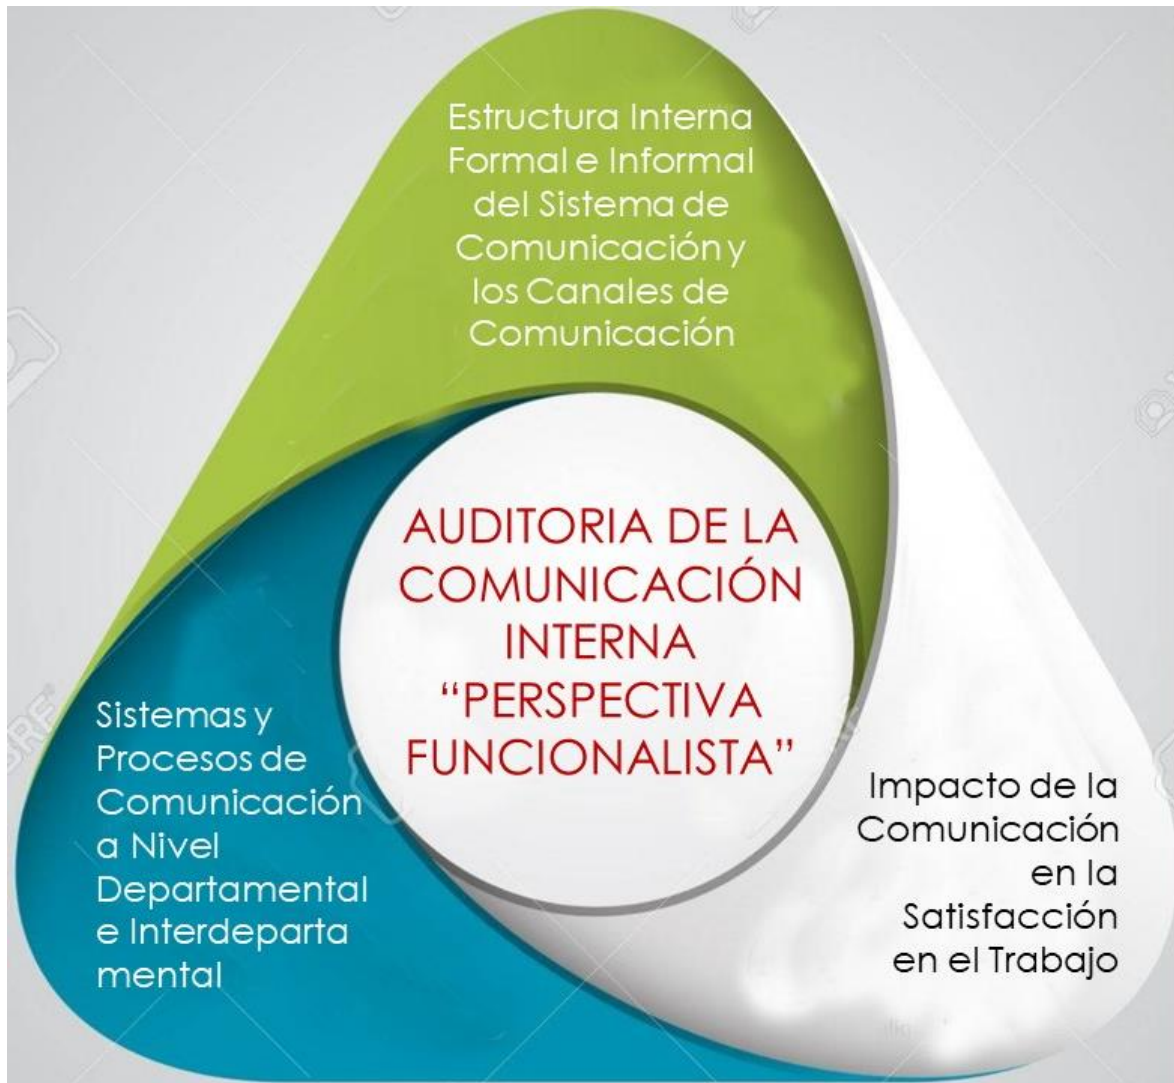 Estructura Interna
Formal e Informal
del Sistema de
Comunicación y
los Canales de
Comunicación
AUDITORIA DE LA
COMUNICACIÓN
INTERNA
“PERSPECTIVA
FUNCIONALISTA”
Sistemas y
Procesos de
Comunicación
a Nivel
Departamental
e Interdeparta
mental
Impacto de la
Comunicación
en la
Satisfacción
en el Trabajo